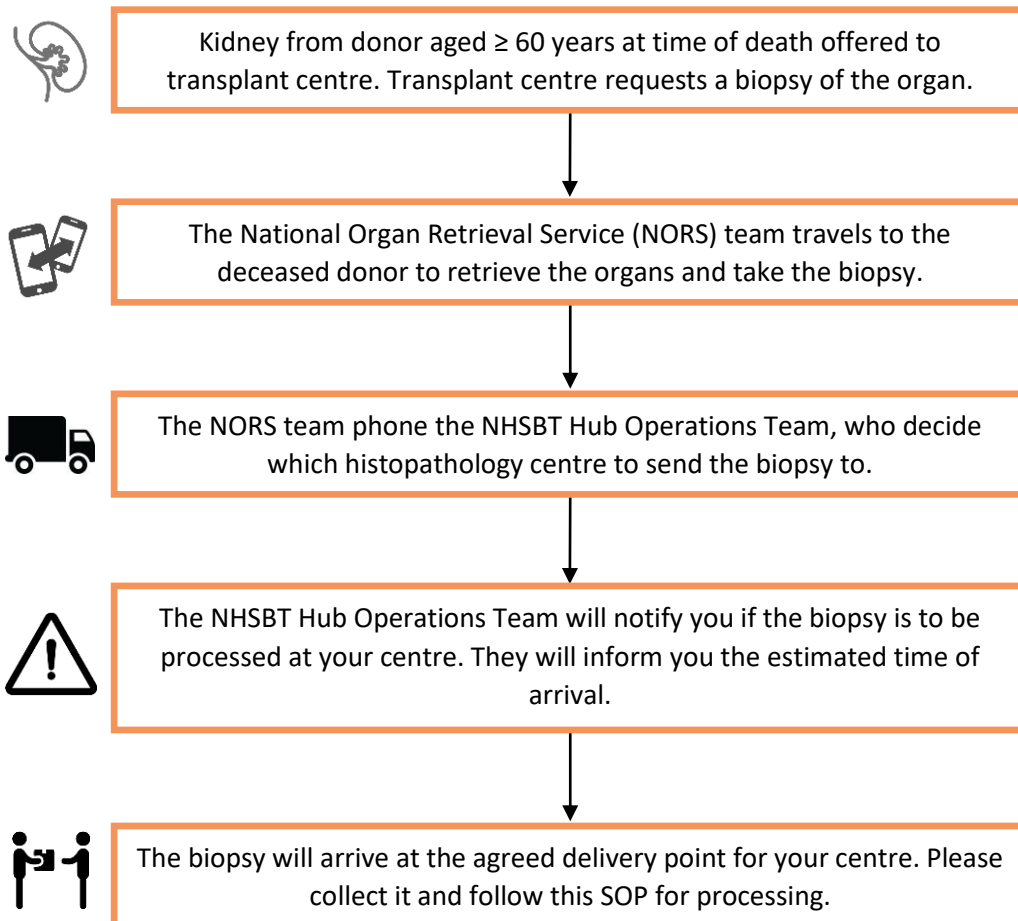 Kidney from donor aged ≥ 60 years at time of death offered to
transplant centre. Transplant centre requests a biopsy of the organ.
The National Organ Retrieval Service (NORS) team travels to the
deceased donor to retrieve the organs and take the biopsy.
The NORS team phone the NHSBT Hub Operations Team, who decide
which histopathology centre to send the biopsy to.
The NHSBT Hub Operations Team will notify you if the biopsy is to be
processed at your centre. They will inform you the estimated time of
arrival.
The biopsy will arrive at the agreed delivery point for your centre. Please
collect it and follow this SOP for processing.